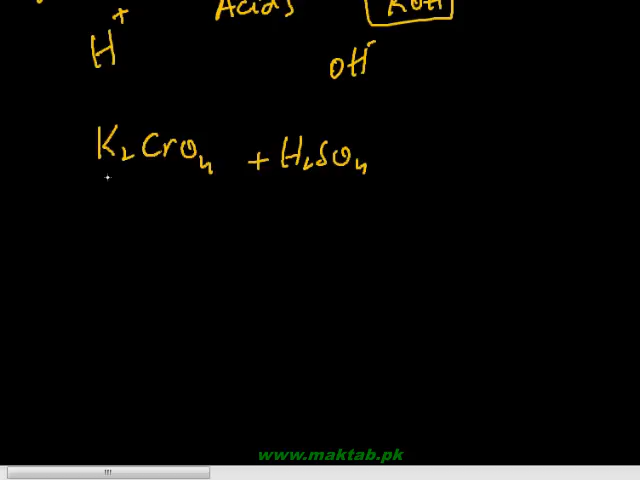 + Acids KOH
H OH⁻
K₂CrO₄ + H₂SO₄
www.maktab.pk